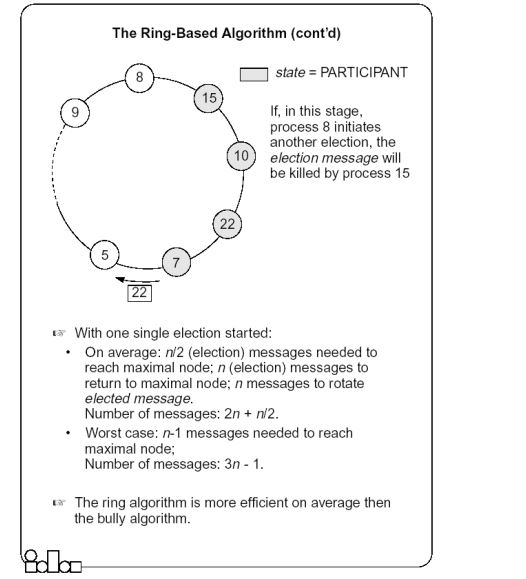 The Ring-Based Algorithm (cont'd)
8
15
9
10
22
5
7
22
state = PARTICIPANT
If, in this stage,
process 8 initiates
another election, the
election message will
be killed by process 15
☞ With one single election started:
• On average: n/2 (election) messages needed to
reach maximal node; n (election) messages to
return to maximal node; n messages to rotate
elected message.
Number of messages: 2n + n/2.
• Worst case: n-1 messages needed to reach
maximal node;
Number of messages: 3n - 1.
☞ The ring algorithm is more efficient on average then
the bully algorithm.